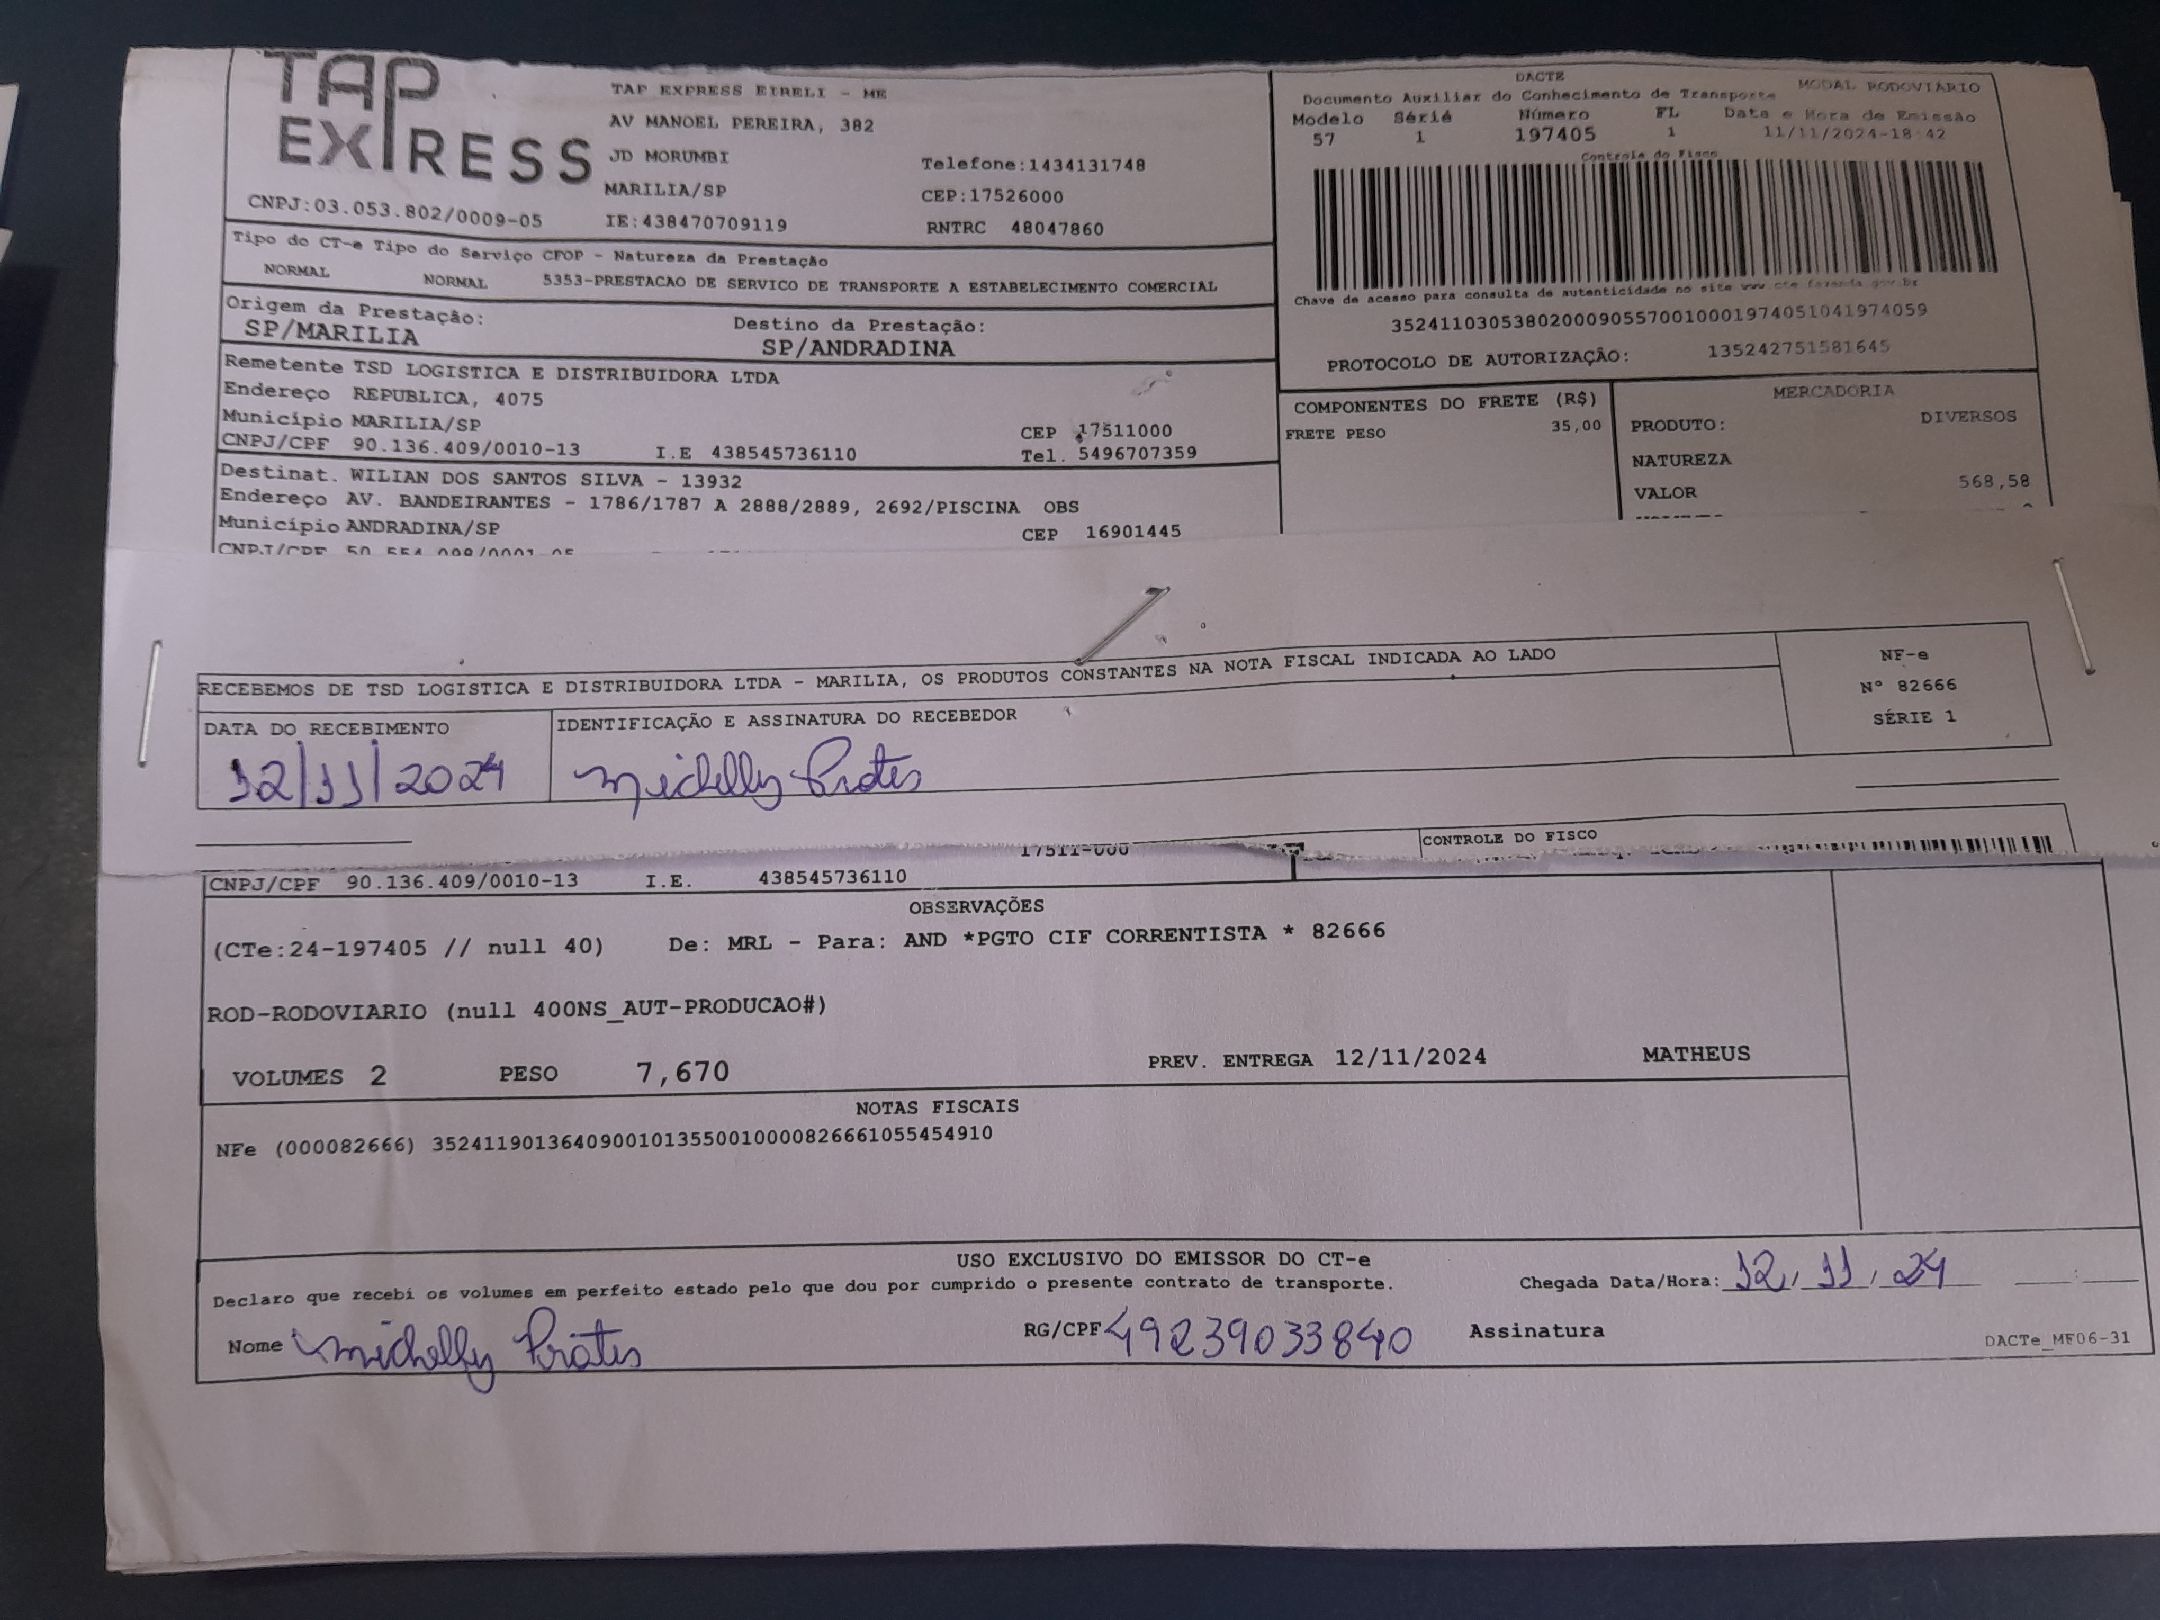 TAP EXPRESS
TAP EXPRESS EIRELI - ME
AV MANOEL PEREIRA, 382
JD MORUMBI
Telefone:1434131748
MARILIA/SP
CEP:17526000
CNPJ:03.053.802/0009-05
IE:438470709119
RNTRC 48047860
DACTE
MODAL RODOVIARIO
Documento Auxiliar do Conhecimento de Transporte
Modelo Série Número FL Data e Hora de Emissão
57 1 197405 1 11/11/2024-18:42
Controle do Fisco
Chave de acesso para consulta de autenticidade no site www.cte.fazenda.gov.br
35241103053802000905570010001974051041974059
PROTOCOLO DE AUTORIZAÇÃO: 135242751581645
Tipo do CT-e Tipo do Serviço CFOP - Natureza da Prestação
NORMAL NORMAL 5353-PRESTACAO DE SERVICO DE TRANSPORTE A ESTABELECIMENTO COMERCIAL
Origem da Prestação: Destino da Prestação:
SP/MARILIA SP/ANDRADINA
Remetente TSD LOGISTICA E DISTRIBUIDORA LTDA
Endereço REPUBLICA, 4075
Município MARILIA/SP CEP 17511000
CNPJ/CPF 90.136.409/0010-13 I.E 438545736110 Tel. 5496707359
COMPONENTES DO FRETE (R$)
FRETE PESO 35,00
MERCADORIA
PRODUTO: DIVERSOS
NATUREZA
VALOR 568,58
Destinat. WILIAN DOS SANTOS SILVA - 13932
Endereço AV. BANDEIRANTES - 1786/1787 A 2888/2889, 2692/PISCINA OBS
Município ANDRADINA/SP CEP 16901445
CNPJ/CPF 50.554.098/0001-05
RECEBEMOS DE TSD LOGISTICA E DISTRIBUIDORA LTDA - MARILIA, OS PRODUTOS CONSTANTES NA NOTA FISCAL INDICADA AO LADO
NF-e
Nº 82666
SÉRIE 1
DATA DO RECEBIMENTO
IDENTIFICAÇÃO E ASSINATURA DO RECEBEDOR
12/11/2024 Michelly Prates
17511-000
CONTROLE DO FISCO
CNPJ/CPF 90.136.409/0010-13 I.E. 438545736110
OBSERVAÇÕES
(CTe:24-197405 // null 40) De: MRL - Para: AND *PGTO CIF CORRENTISTA * 82666
ROD-RODOVIARIO (null 400NS_AUT-PRODUCAO#)
VOLUMES 2 PESO 7,670 PREV. ENTREGA 12/11/2024 MATHEUS
NOTAS FISCAIS
NFe (000082666) 35241190136409001013550010000826661055454910
USO EXCLUSIVO DO EMISSOR DO CT-e
Declaro que recebi os volumes em perfeito estado pelo que dou por cumprido o presente contrato de transporte. Chegada Data/Hora: 12/11/24
Nome Michelly Prates RG/CPF 49239033840 Assinatura
DACTe_MF06-31